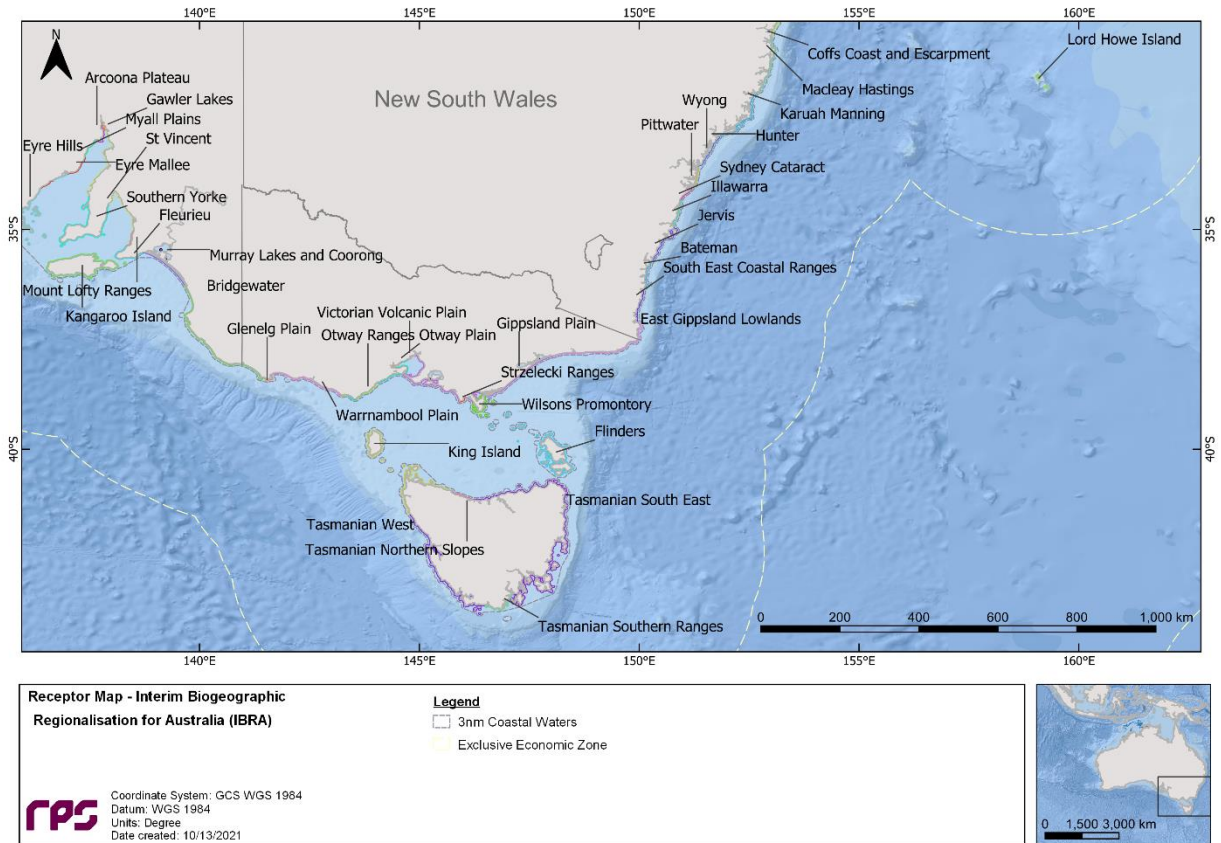 140°E
145°E
150°E
155°E
160°E
N
Coffs Coast and Escarpment
Lord Howe Island
Arcoona Plateau
Gawler Lakes
Myall Plains
St Vincent
Eyre Hills
Eyre Mallee
Southern Yorke
Fleurieu
New South Wales
Macleay Hastings
Wyong
Karuah Manning
Pittwater
Hunter
Sydney Cataract
Illawarra
Jervis
35°S
35°S
Bateman
Murray Lakes and Coorong
South East Coastal Ranges
Mount Lofty Ranges
Bridgewater
Kangaroo Island
Victorian Volcanic Plain
Gippsland Plain
East Gippsland Lowlands
Glenelg Plain
Otway Ranges
Otway Plain
Strzelecki Ranges
Warrnambool Plain
Wilsons Promontory
Flinders
40°S
40°S
King Island
Tasmanian South East
Tasmanian West
Tasmanian Northern Slopes
Tasmanian Southern Ranges
0 200 400 600 800 1,000 km
140°E
145°E
150°E
155°E
160°E
Receptor Map - Interim Biogeographic
Regionalisation for Australia (IBRA)
Legend
3nm Coastal Waters
Exclusive Economic Zone
rps
Coordinate System: GCS WGS 1984
Datum: WGS 1984
Units: Degree
Date created: 10/13/2021
0 1,500 3,000 km